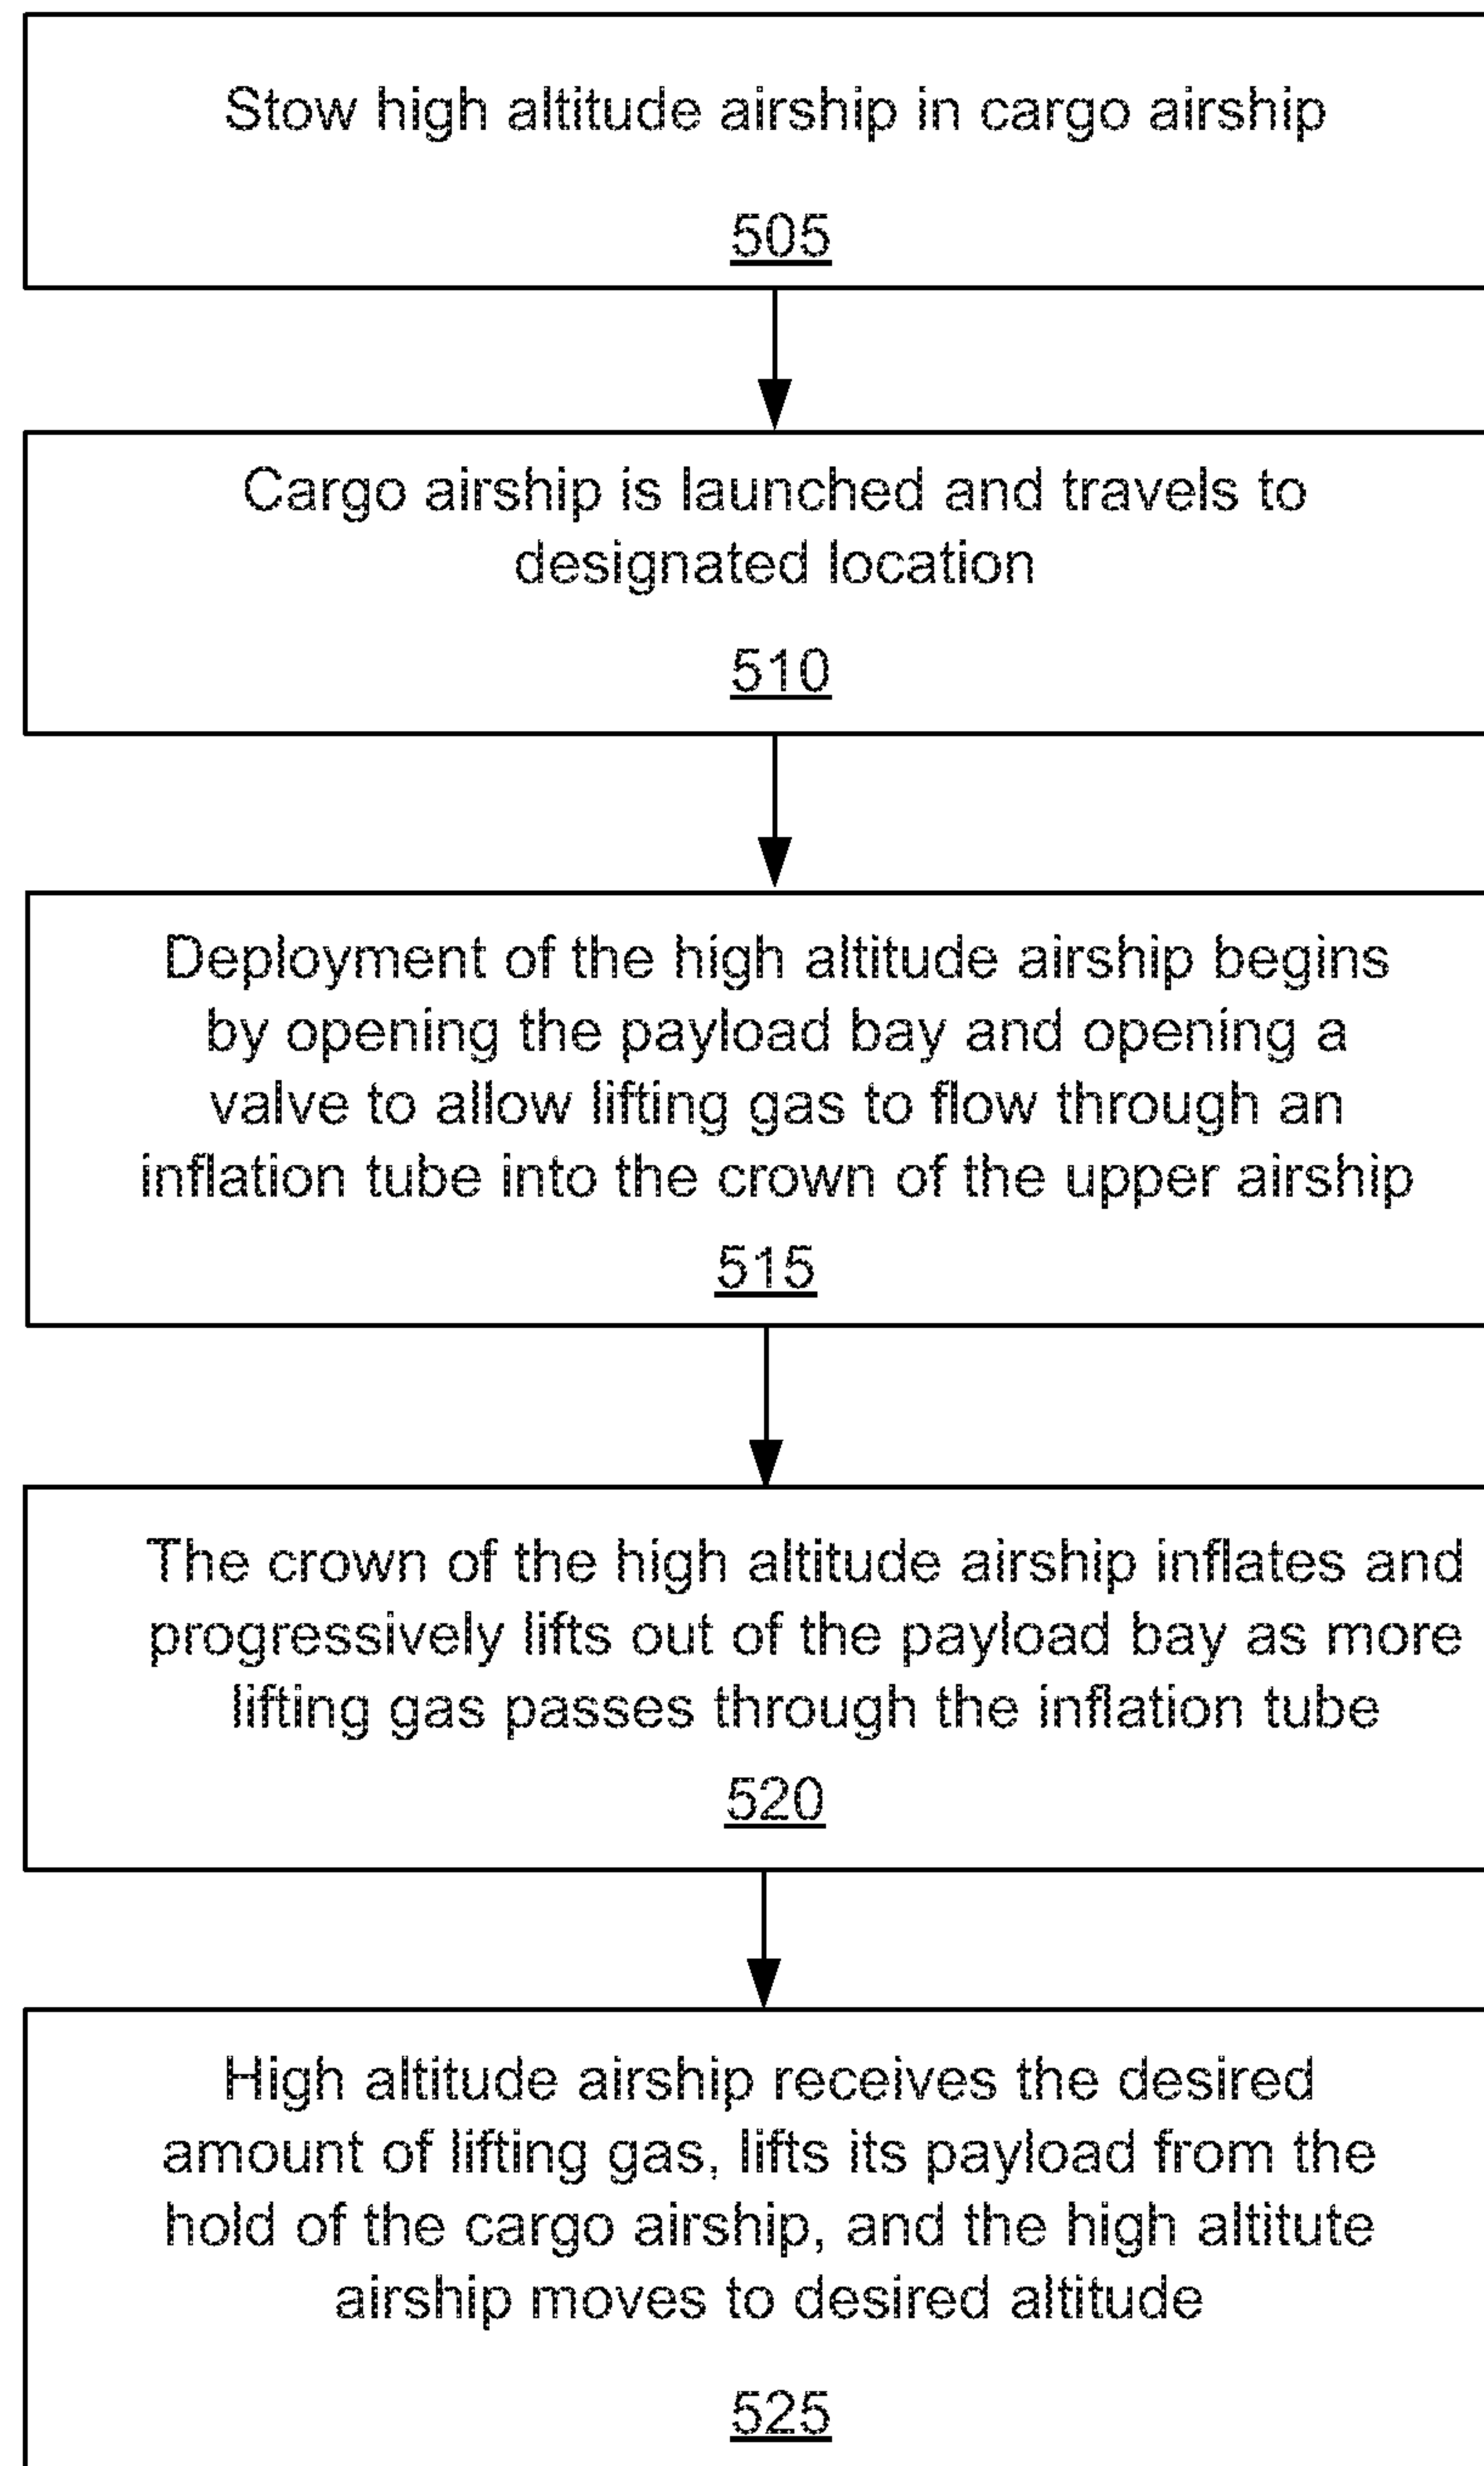 Stow high altitude airship in cargo airship
505
Cargo airship is launched and travels to
designated location
510
Deployment of the high altitude airship begins
by opening the payload bay and opening a
valve to allow lifting gas to flow through an
inflation tube into the crown of the upper airship
515
The crown of the high altitude airship inflates and
progressively lifts out of the payload bay as more
lifting gas passes through the inflation tube
520
High altitude airship receives the desired
amount of lifting gas, lifts its payload from the
hold of the cargo airship, and the high altitute
airship moves to desired altitude
525